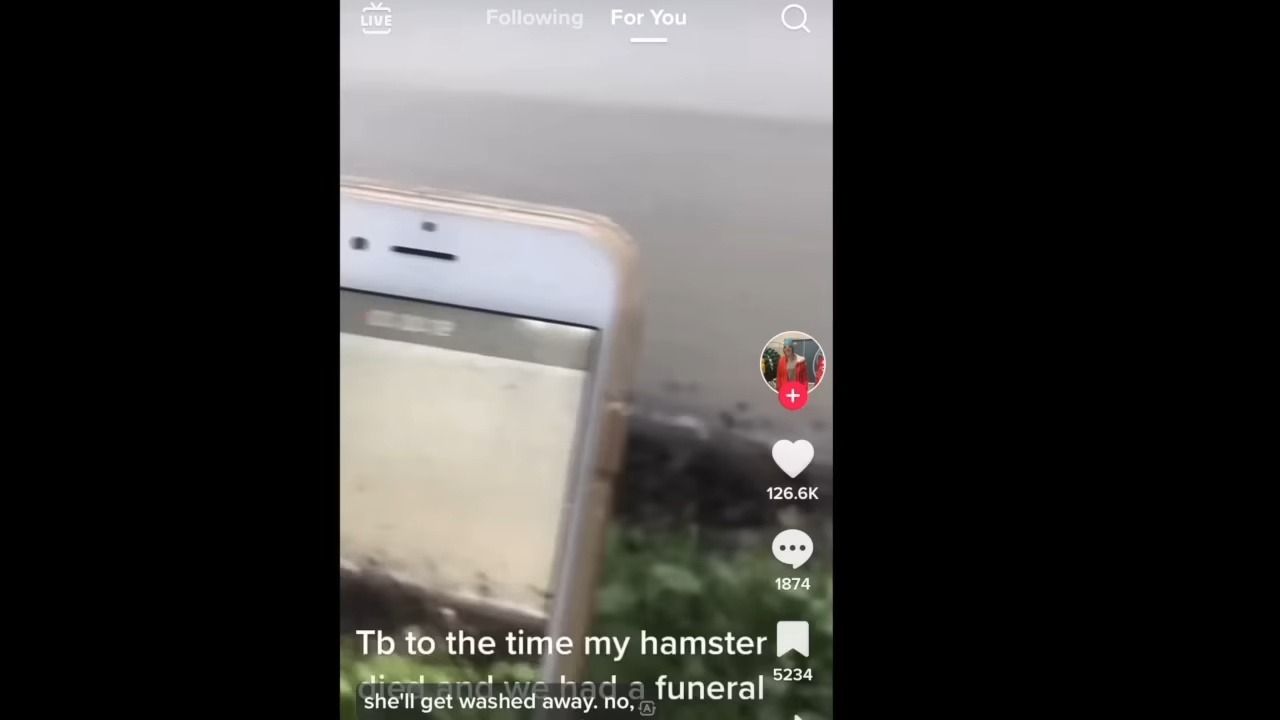 LIVE
Following For You
126.6K
1874
Tb to the time my hamster
died and we had a funeral
5234
she'll get washed away. no,